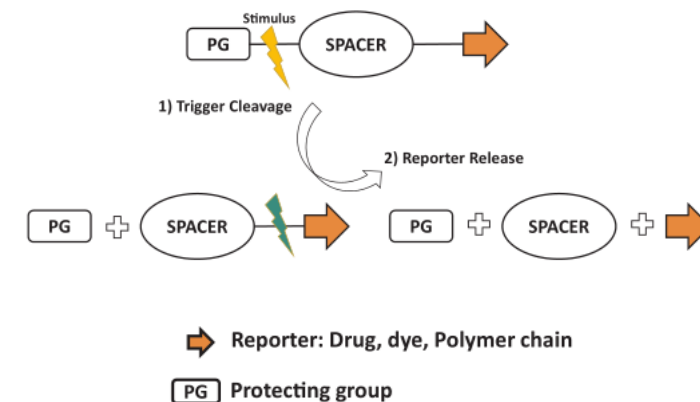 Stimulus
PG SPACER
1) Trigger Cleavage
2) Reporter Release
PG SPACER PG SPACER
Reporter: Drug, dye, Polymer chain
PG Protecting group